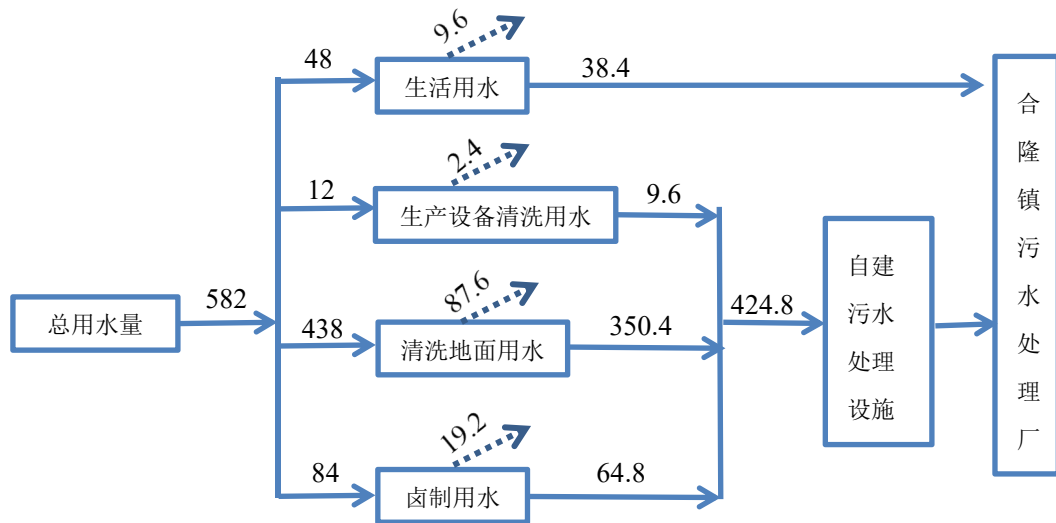 9.6
48
生活用水
38.4
2.4
12
生产设备清洗用水
9.6
总用水量
582
87.6
438
清洗地面用水
350.4
424.8
19.2
84
卤制用水
64.8
自建
污水
处理
设施
合
隆
镇
污
水
处
理
厂